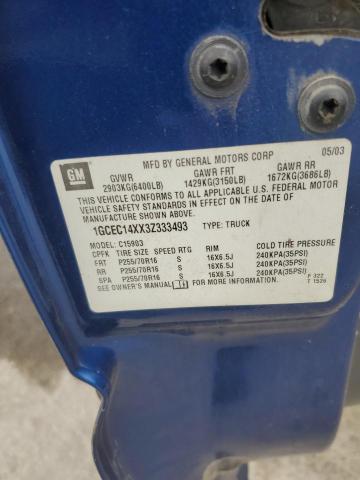 MFD BY GENERAL MOTORS CORP 05/03
GM
GVWR GAWR FRT GAWR RR
2903KG(6400LB) 1429KG(3150LB) 1672KG(3686LB)
THIS VEHICLE CONFORMS TO ALL APPLICABLE U.S. FEDERAL MOTOR
VEHICLE SAFETY STANDARDS IN EFFECT ON THE DATE OF
MANUFACTURE SHOWN ABOVE.
1GCEC14XX3Z333493 TYPE: TRUCK
CPFK MODEL: C15903
TIRE SIZE SPEED RTG RIM COLD TIRE PRESSURE
FRT P255/70R16 S 16X6.5J 240KPA(35PSI)
RR P255/70R16 S 16X6.5J 240KPA(35PSI)
SPA P255/70R16 S 16X6.5J 240KPA(35PSI)
SEE OWNER'S MANUAL FOR MORE INFORMATION.
F 322
T 1526